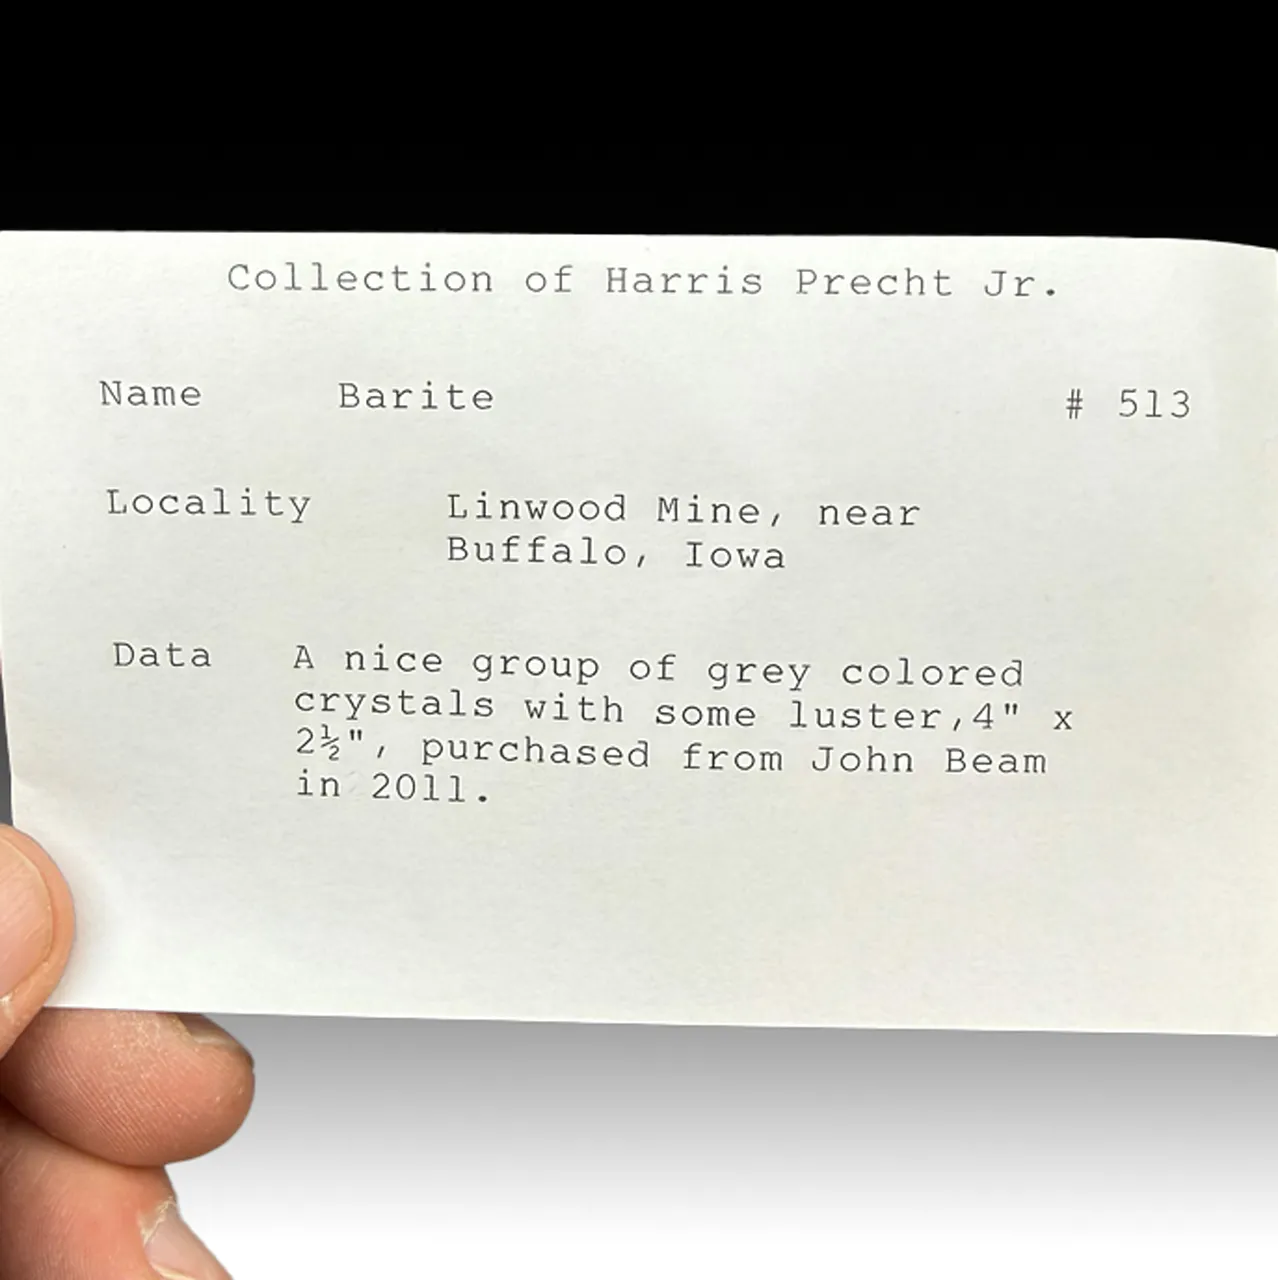 Collection of Harris Precht Jr.
Name Barite # 513
Locality Linwood Mine, near
Buffalo, Iowa
Data A nice group of grey colored
crystals with some luster,4" x
2½", purchased from John Beam
in 2011.